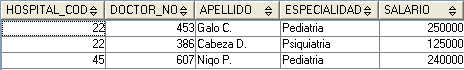 HOSPITAL_COD DOCTOR_NO APELLIDO ESPECIALIDAD SALARIO
22 453 Galo C. Pediatria 250000
22 386 Cabeza D. Psiquiatria 125000
45 607 Niqo P. Pediatria 240000